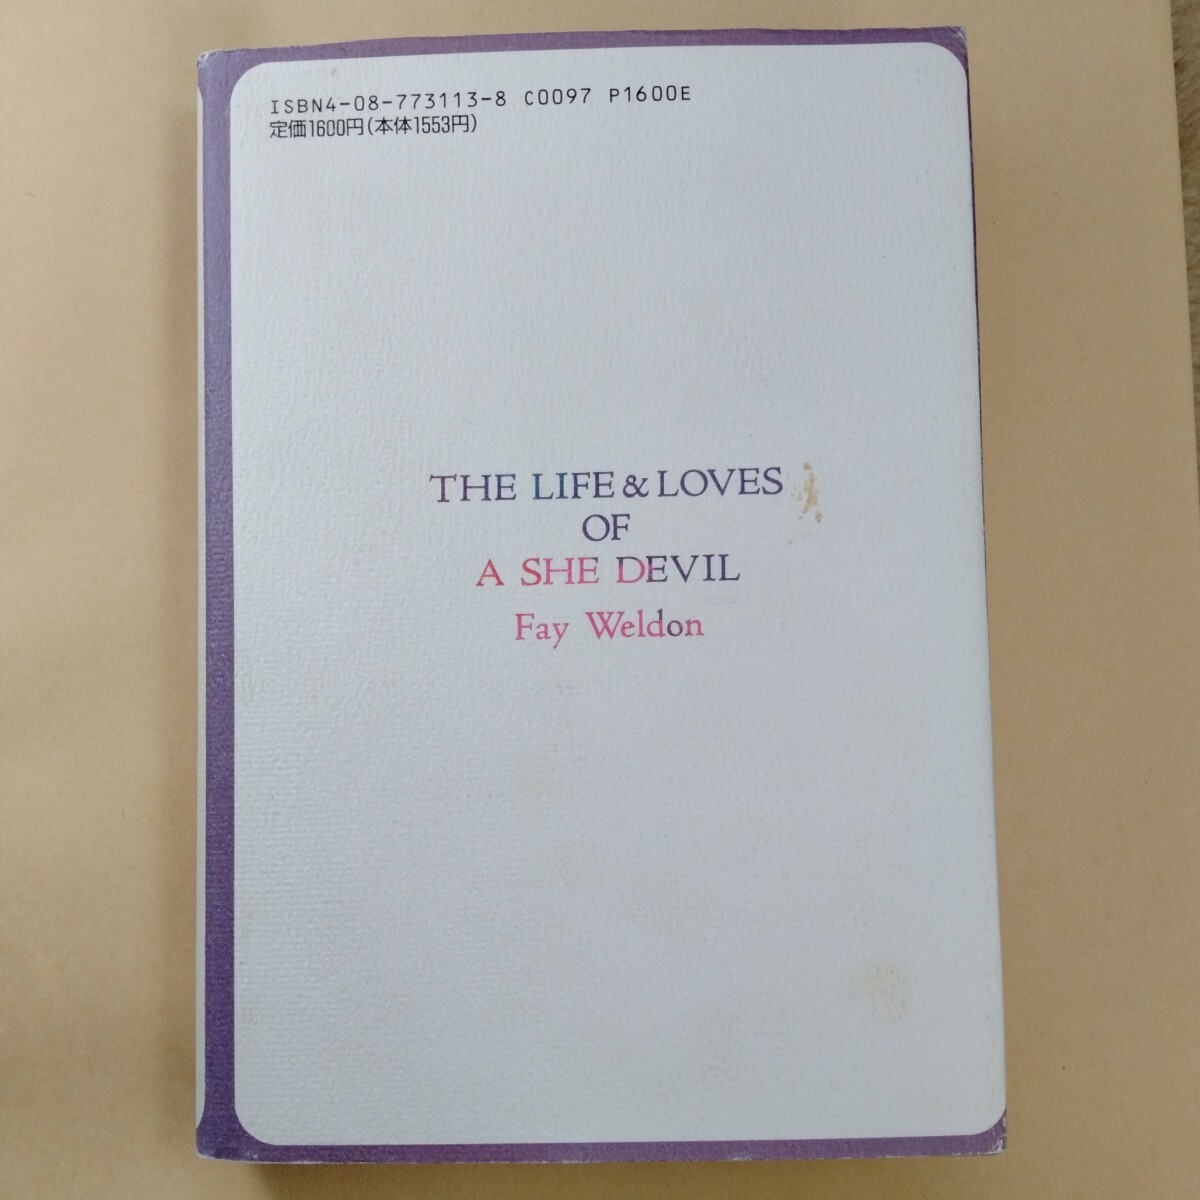 ISBN4-08-773113-8 C0097 P1600E
定価1600円(本体1553円)
THE LIFE & LOVES
OF
A SHE DEVIL
Fay Weldon